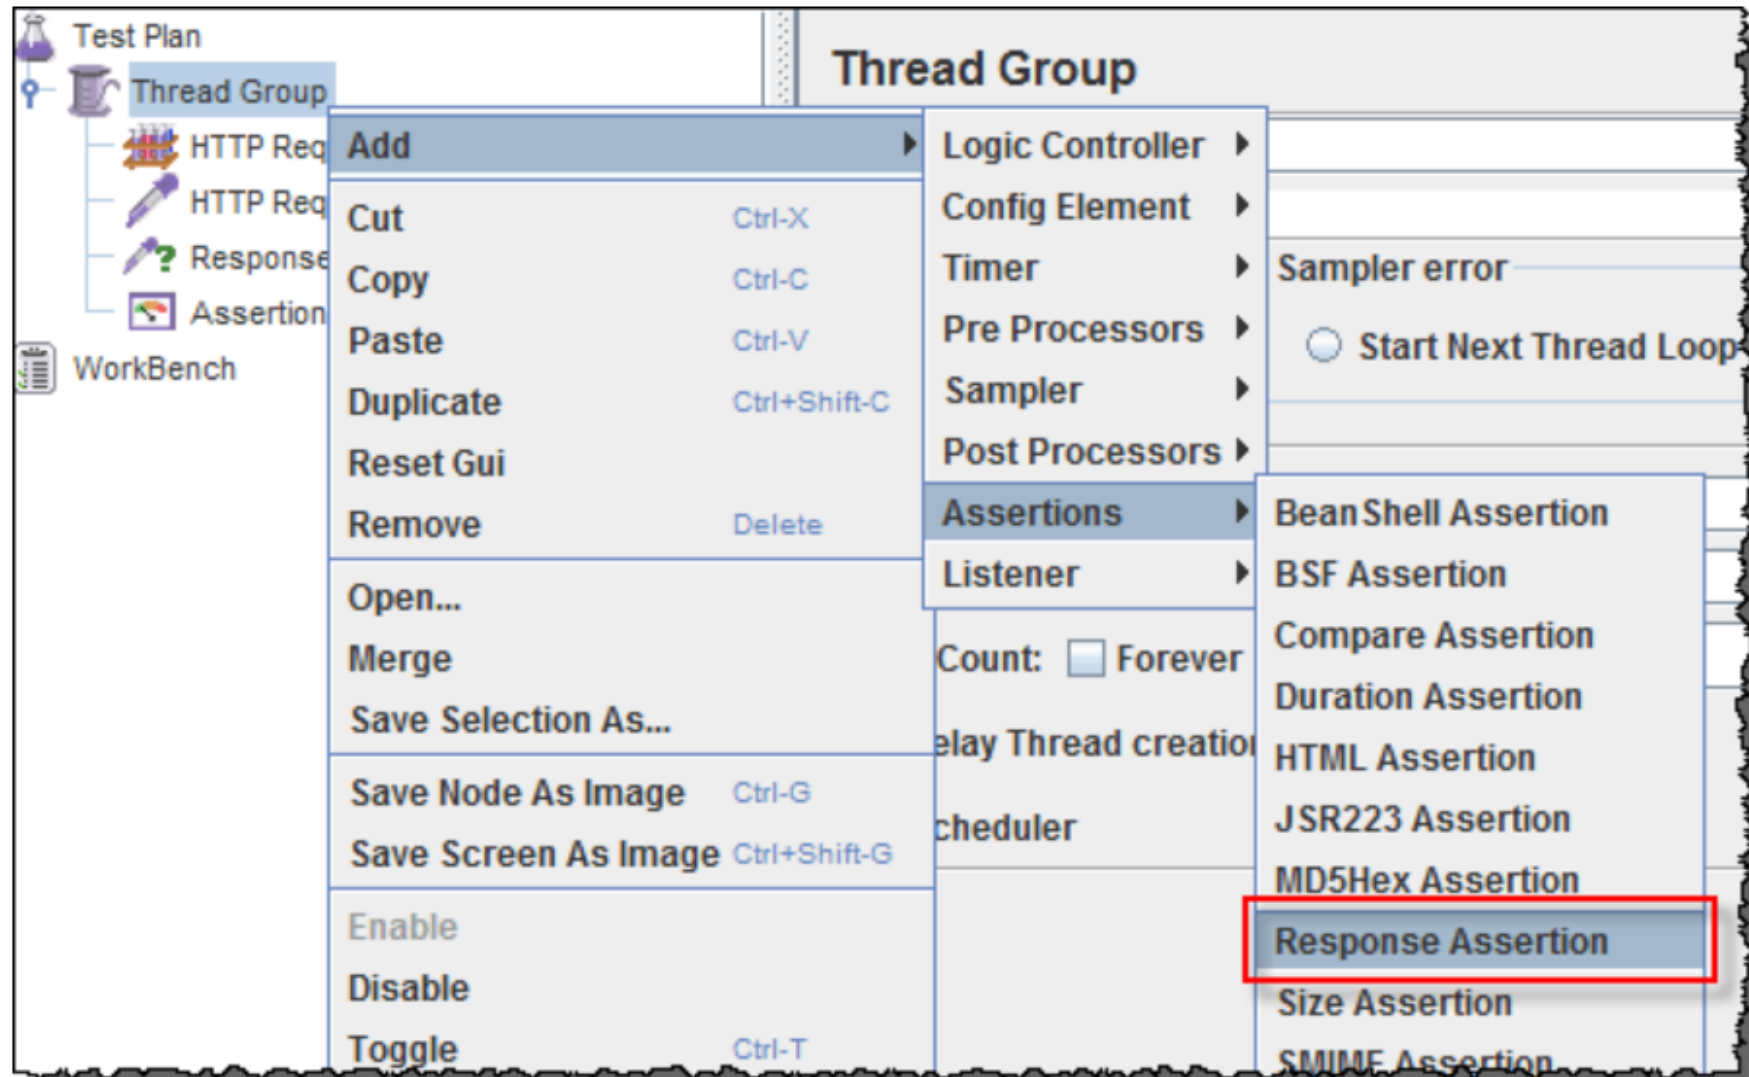 Test Plan
Thread Group
HTTP Req
HTTP Req
Response
Assertion
WorkBench
Thread Group
Add
Cut Ctrl-X
Copy Ctrl-C
Paste Ctrl-V
Duplicate Ctrl+Shift-C
Reset Gui
Remove Delete
Open...
Merge
Save Selection As...
Save Node As Image Ctrl-G
Save Screen As Image Ctrl+Shift-G
Enable
Disable
Toggle Ctrl-T
Logic Controller
Config Element
Timer
Pre Processors
Sampler
Post Processors
Assertions
Listener
Sampler error
Start Next Thread Loop
Count: Forever
elay Thread creation
cheduler
BeanShell Assertion
BSF Assertion
Compare Assertion
Duration Assertion
HTML Assertion
JSR223 Assertion
MD5Hex Assertion
Response Assertion
Size Assertion
SMIME Assertion